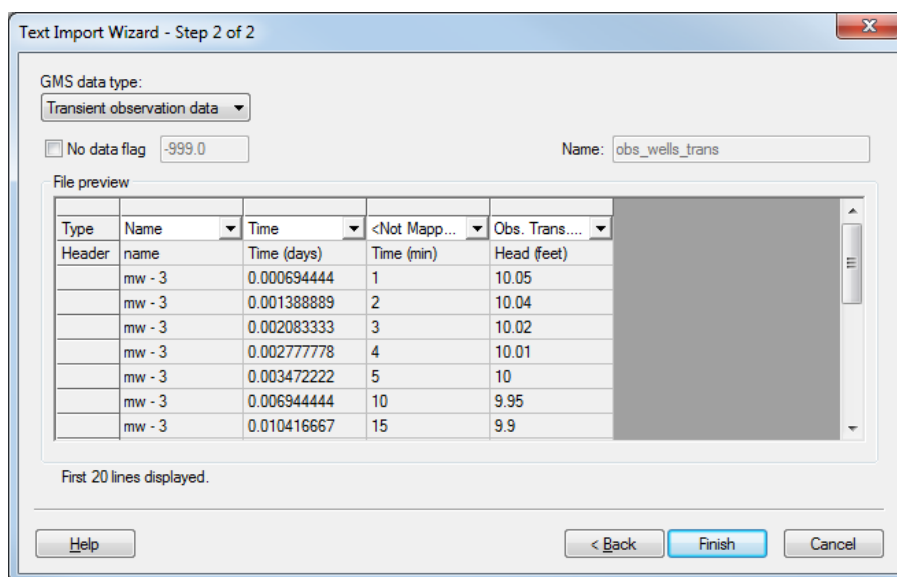 Text Import Wizard - Step 2 of 2
GMS data type:
Transient observation data
No data flag -999.0 Name: obs_wells_trans
File preview
Type Name Time <Not Mapp... Obs. Trans....
Header name Time (days) Time (min) Head (feet)
mw - 3 0.000694444 1 10.05
mw - 3 0.001388889 2 10.04
mw - 3 0.002083333 3 10.02
mw - 3 0.002777778 4 10.01
mw - 3 0.003472222 5 10
mw - 3 0.006944444 10 9.95
mw - 3 0.010416667 15 9.9
First 20 lines displayed.
Help < Back Finish Cancel